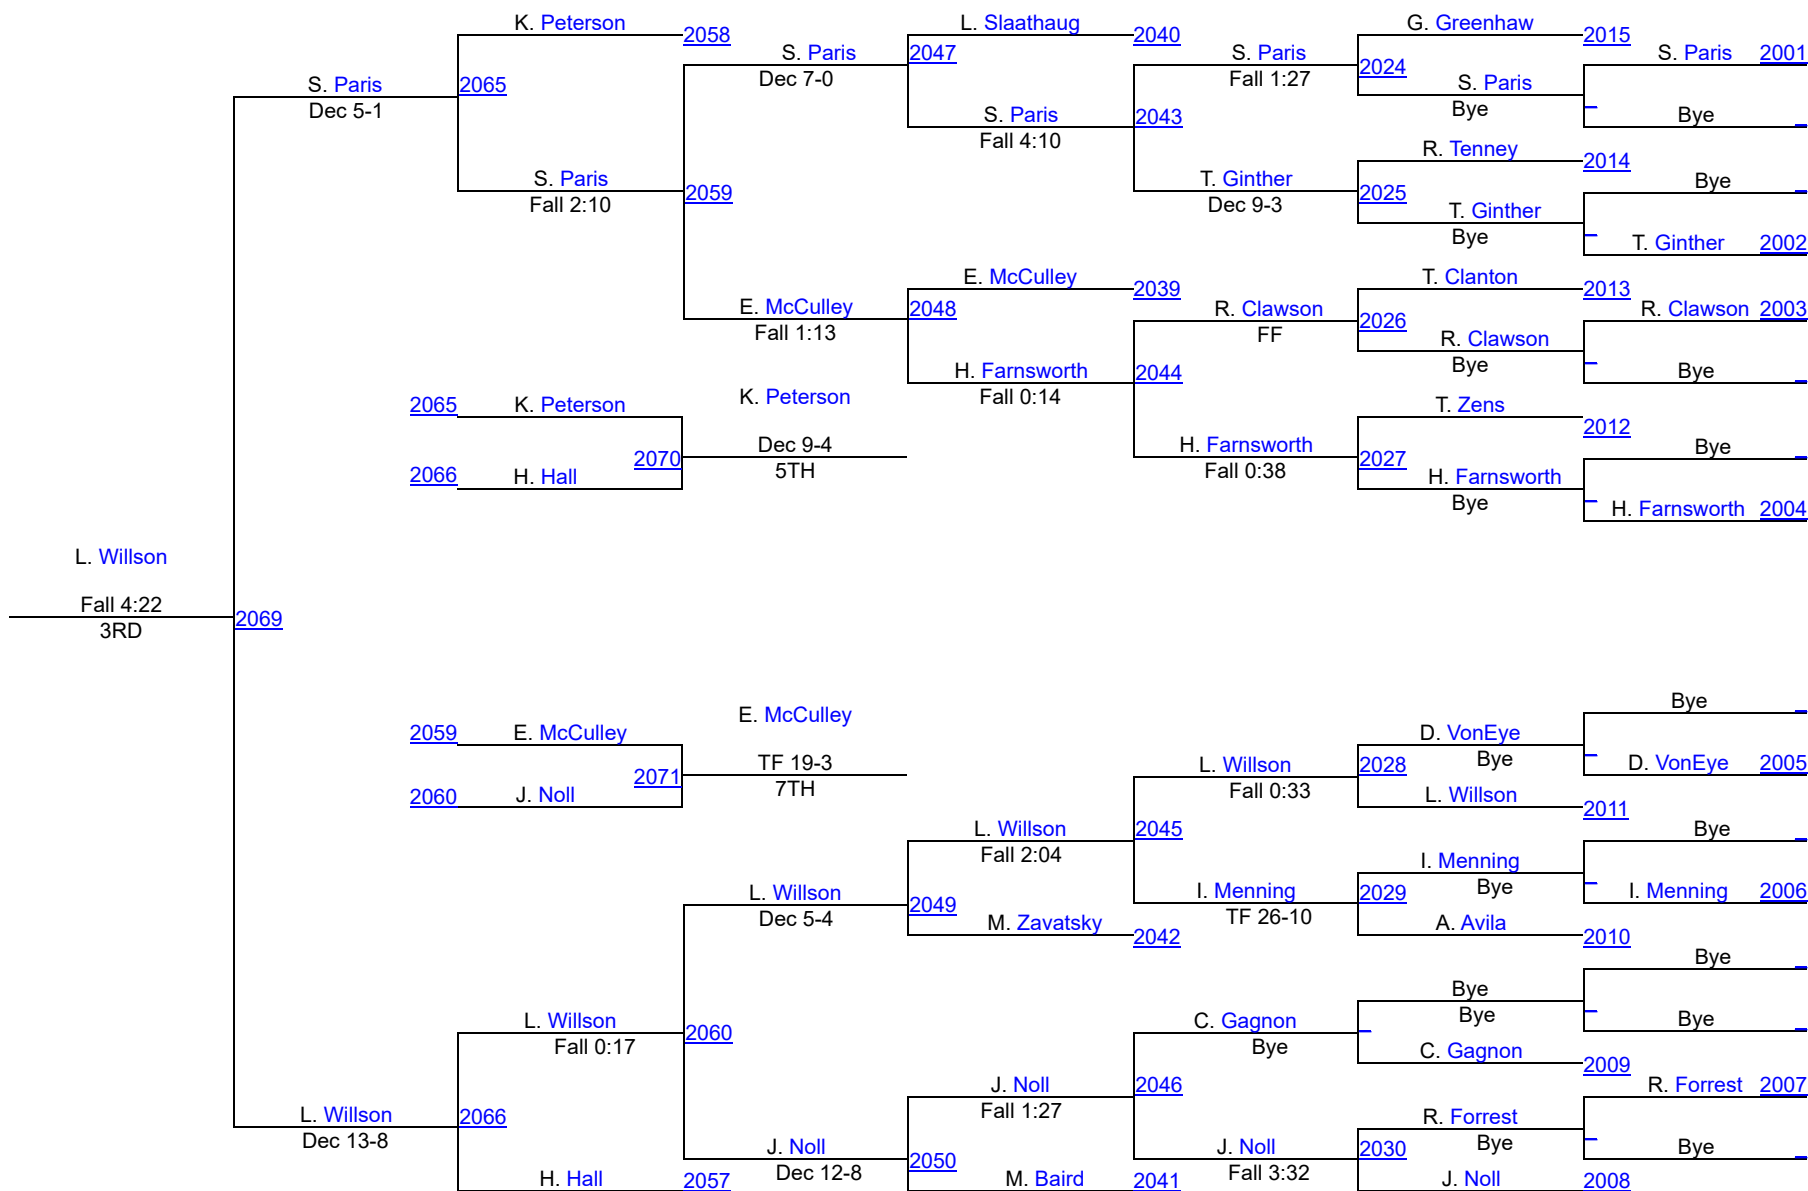 K. Peterson
2058
L. Slaathaug
2040
G. Greenhaw
2015
S. Paris
Dec 7-0
2047
S. Paris
Fall 1:27
2024
S. Paris 2001
S. Paris
Dec 5-1
2065
S. Paris
Bye
S. Paris
Fall 4:10
2043
Bye
R. Tenney
2014
S. Paris
Fall 2:10
2059
T. Ginther
Dec 9-3
2025
Bye
T. Ginther
Bye
T. Ginther 2002
E. McCulley
2039
T. Clanton
2013
E. McCulley
Fall 1:13
2048
R. Clawson
FF
2026
R. Clawson 2003
R. Clawson
Bye
H. Farnsworth
Fall 0:14
2044
Bye
2065 K. Peterson
K. Peterson
T. Zens
2012
Dec 9-4
5TH
2070
H. Farnsworth
Fall 0:38
2027
Bye
2066 H. Hall
H. Farnsworth
Bye
H. Farnsworth 2004
L. Willson
Fall 4:22
3RD
2069
Bye
2059 E. McCulley
E. McCulley
D. VonEye
Bye
TF 19-3
7TH
2071
L. Willson
Fall 0:33
2028
D. VonEye 2005
2060 J. Noll
L. Willson
2011
L. Willson
Fall 2:04
2045
Bye
I. Menning
Bye
L. Willson
Dec 5-4
2049
I. Menning
TF 26-10
2029
I. Menning 2006
M. Zavatsky
2042
A. Avila
2010
Bye
Bye
Bye
L. Willson
Fall 0:17
2060
C. Gagnon
Bye
Bye
C. Gagnon
2009
J. Noll
Fall 1:27
2046
R. Forrest 2007
L. Willson
Dec 13-8
2066
R. Forrest
Bye
J. Noll
Dec 12-8
2050
J. Noll
Fall 3:32
2030
Bye
H. Hall
2057
M. Baird
2041
J. Noll
2008